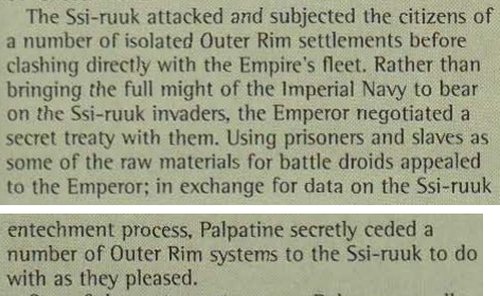 The Ssi-ruuk attacked and subjected the citizens of
a number of isolated Outer Rim settlements before
clashing directly with the Empire's fleet. Rather than
bringing the full might of the Imperial Navy to bear
on the Ssi-ruuk invaders, the Emperor negotiated a
secret treaty with them. Using prisoners and slaves as
some of the raw materials for battle droids appealed
to the Emperor; in exchange for data on the Ssi-ruuk
entechment process, Palpatine secretly ceded a
number of Outer Rim systems to the Ssi-ruuk to do
with as they pleased.